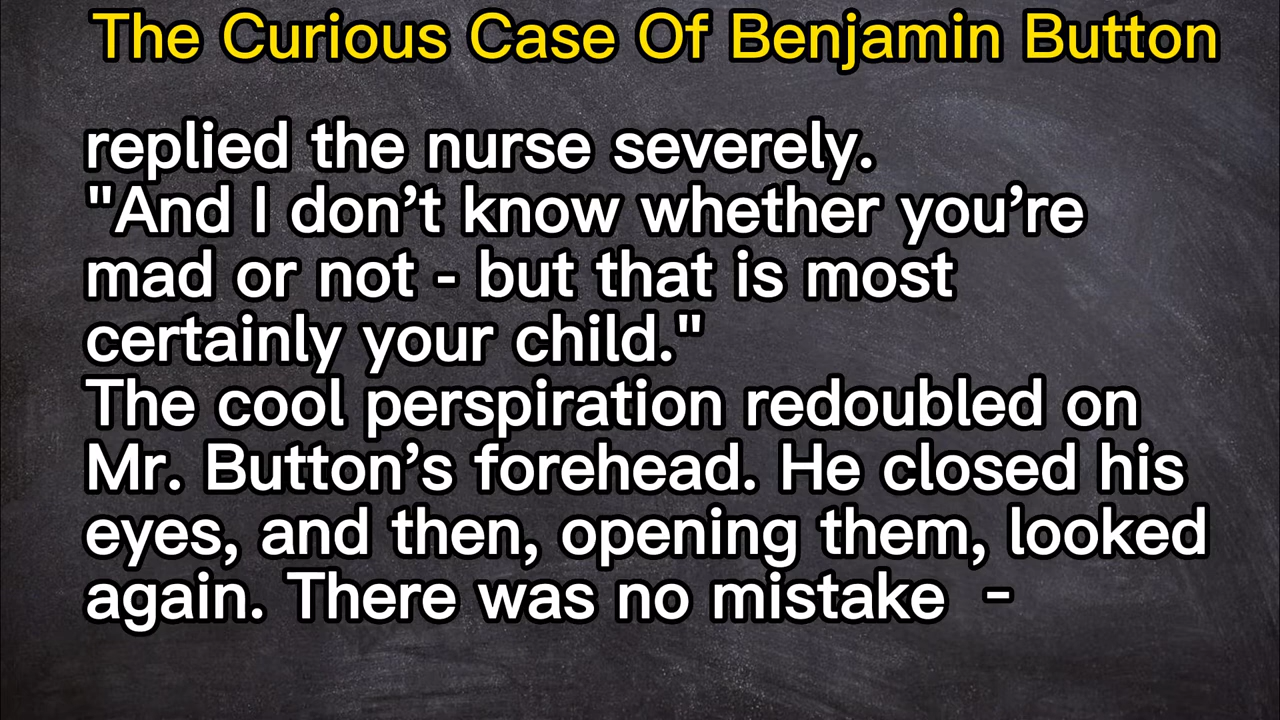 The Curious Case Of Benjamin Button
replied the nurse severely.
"And I don’t know whether you’re
mad or not - but that is most
certainly your child."
The cool perspiration redoubled on
Mr. Button’s forehead. He closed his
eyes, and then, opening them, looked
again. There was no mistake  -